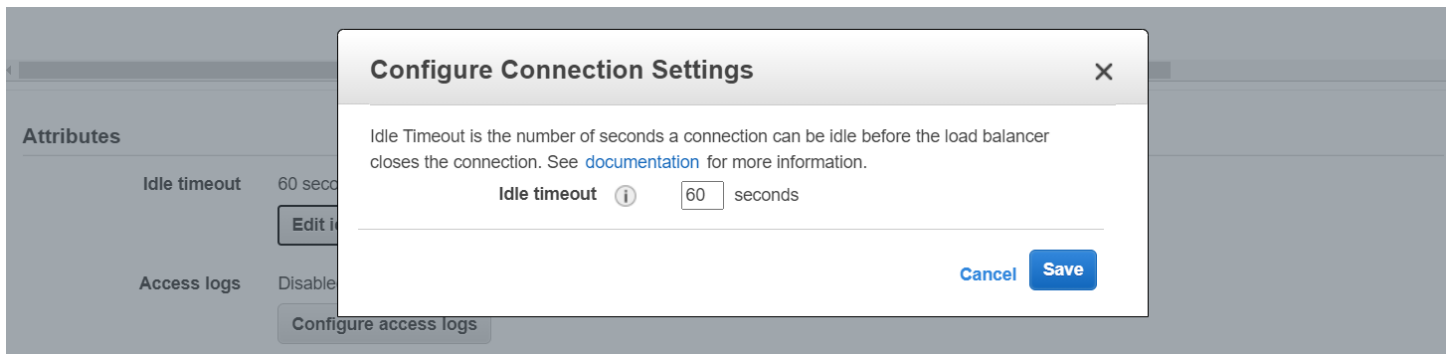 Configure Connection Settings
Attributes
Idle Timeout is the number of seconds a connection can be idle before the load balancer
closes the connection. See documentation for more information.
Idle timeout 60
Idle timeout 60 seconds
Edit
Access logs
Cancel Save
Configure access logs